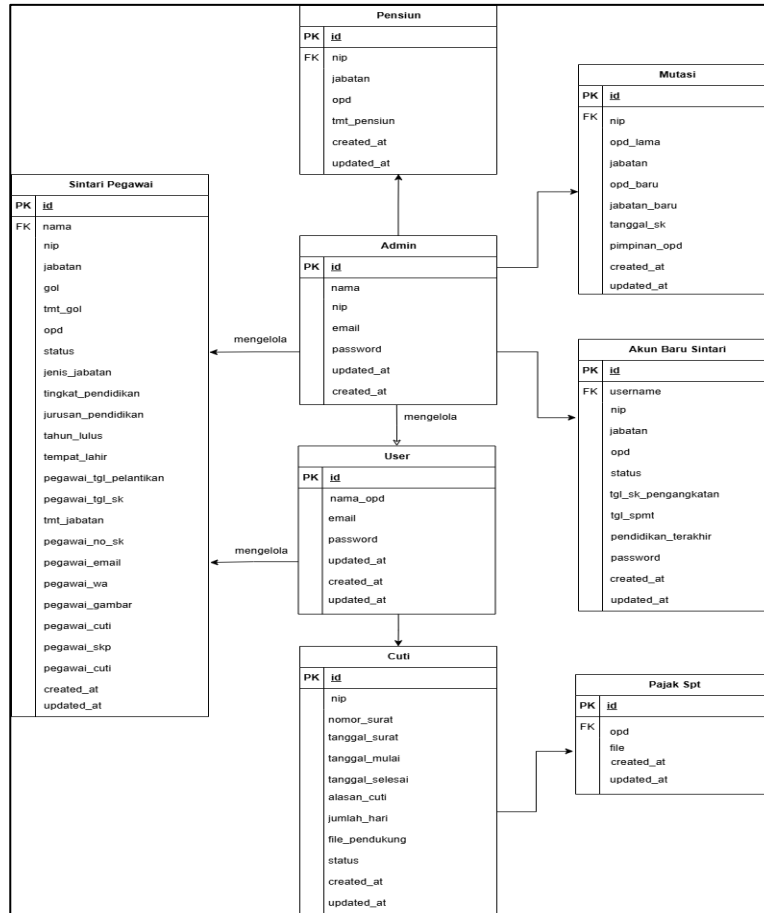 Pensiun
PK id
FK nip
jabatan
opd
tmt_pensiun
created_at
updated_at
Mutasi
PK id
FK nip
opd_lama
jabatan
opd_baru
jabatan_baru
tanggal_sk
pimpinan_opd
created_at
updated_at
Sintari Pegawai
PK id
FK nama
nip
jabatan
gol
tmt_gol
opd
status
jenis_jabatan
tingkat_pendidikan
jurusan_pendidikan
tahun_lulus
tempat_lahir
pegawai_tgl_pelantikan
pegawai_tgl_sk
tmt_jabatan
pegawai_no_sk
pegawai_email
pegawai_wa
pegawai_gambar
pegawai_cuti
pegawai_skp
pegawai_cuti
created_at
updated_at
Admin
PK id
nama
nip
email
password
updated_at
created_at
mengelola
mengelola
Akun Baru Sintari
PK id
FK username
nip
jabatan
opd
status
tgl_sk_pengangkatan
tgl_spmt
pendidikan_terakhir
password
created_at
updated_at
User
PK id
nama_opd
email
password
updated_at
created_at
updated_at
mengelola
Cuti
PK id
nip
nomor_surat
tanggal_surat
tanggal_mulai
tanggal_selesai
alasan_cuti
jumlah_hari
file_pendukung
status
created_at
updated_at
Pajak Spt
PK id
FK opd
file
created_at
updated_at